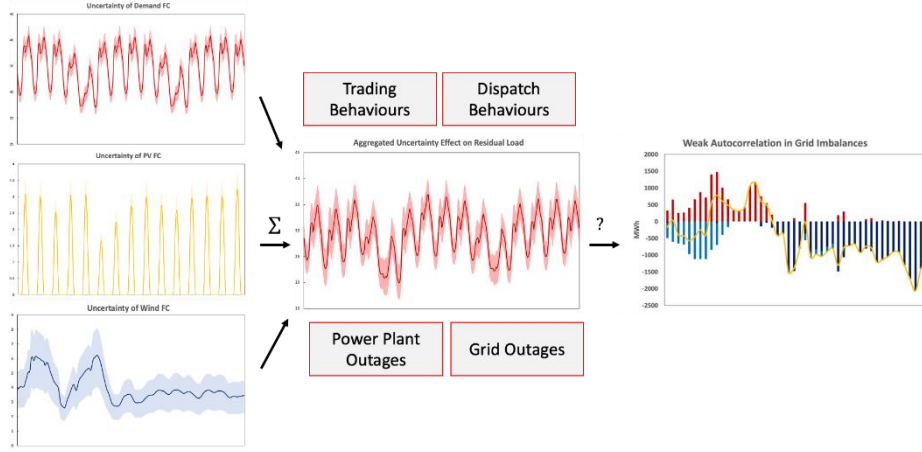 Uncertainty of Demand FC
Uncertainty of PV FC
Uncertainty of Wind FC
Σ
Trading
Behaviours
Dispatch
Behaviours
Aggregated Uncertainty Effect on Residual Load
Power Plant
Outages
Grid Outages
?
Weak Autocorrelation in Grid Imbalances
MWh
2000
1500
1000
500
0
-500
-1000
-1500
-2000
-2500